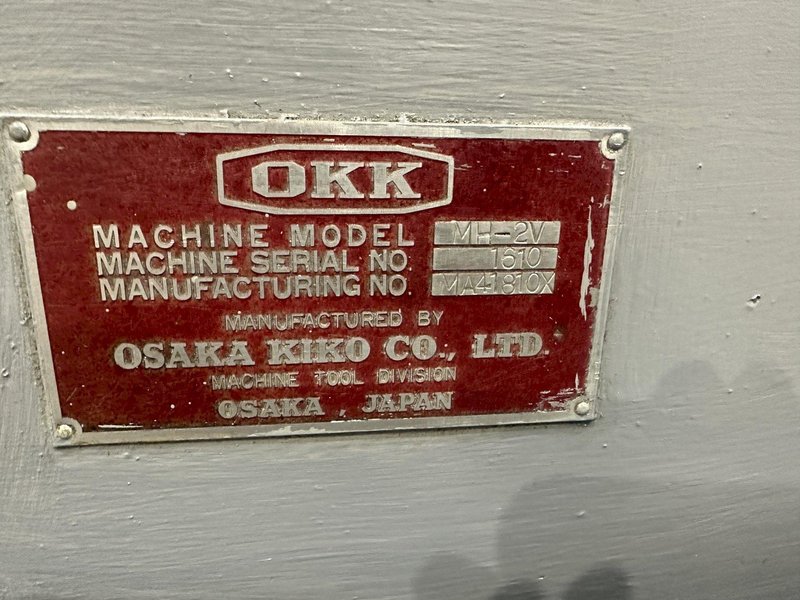 OKK
MACHINE MODEL MH-2V
MACHINE SERIAL NO 1610
MANUFACTURING NO. MA41810X
MANUFACTURED BY
OSAKA KIKO CO., LTD.
MACHINE TOOL DIVISION
OSAKA, JAPAN